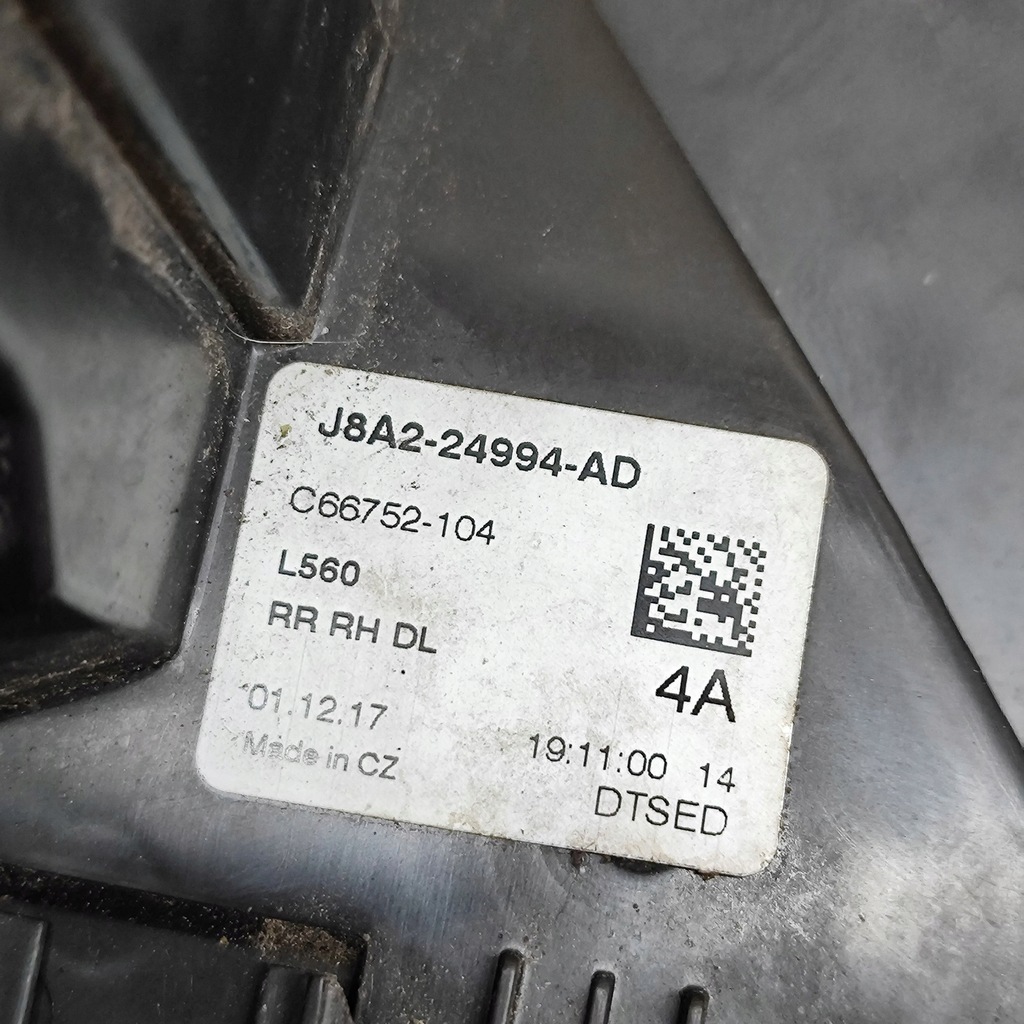 J8A2-24994-AD
C66752-104
L560
RR RH DL
4A
01.12.17
19:11:00 14
Made in CZ
DTSED